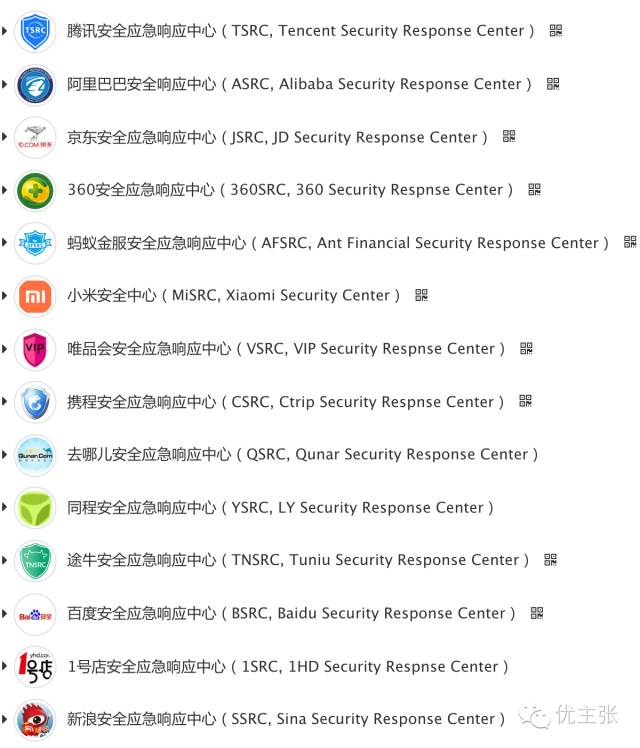 TSRC
腾讯安全应急响应中心 ( TSRC, Tencent Security Response Center )
阿里巴巴安全响应中心 ( ASRC, Alibaba Security Response Center )
JD.COM 京东
京东安全应急响应中心 ( JSRC, JD Security Response Center )
360安全应急响应中心 ( 360SRC, 360 Security Respnse Center )
AFSRC
蚂蚁金服安全应急响应中心 ( AFSRC, Ant Financial Security Response Center )
mi
小米安全中心 ( MiSRC, Xiaomi Security Center )
VIP
唯品会安全应急响应中心 ( VSRC, VIP Security Respnse Center )
携程安全应急响应中心 ( CSRC, Ctrip Security Respnse Center )
Qunar.Com
去哪儿安全应急响应中心 ( QSRC, Qunar Security Response Center )
同程安全应急响应中心 ( YSRC, LY Security Response Center )
TNSRC
途牛安全应急响应中心 ( TNSRC, Tuniu Security Response Center )
Bai 安全
百度安全应急响应中心 ( BSRC, Baidu Security Response Center )
yhd.co
1号店
1号店安全应急响应中心 ( 1SRC, 1HD Security Respnse Center )
新浪安全应急响应中心 ( SSRC, Sina Security Response Center )
优主张